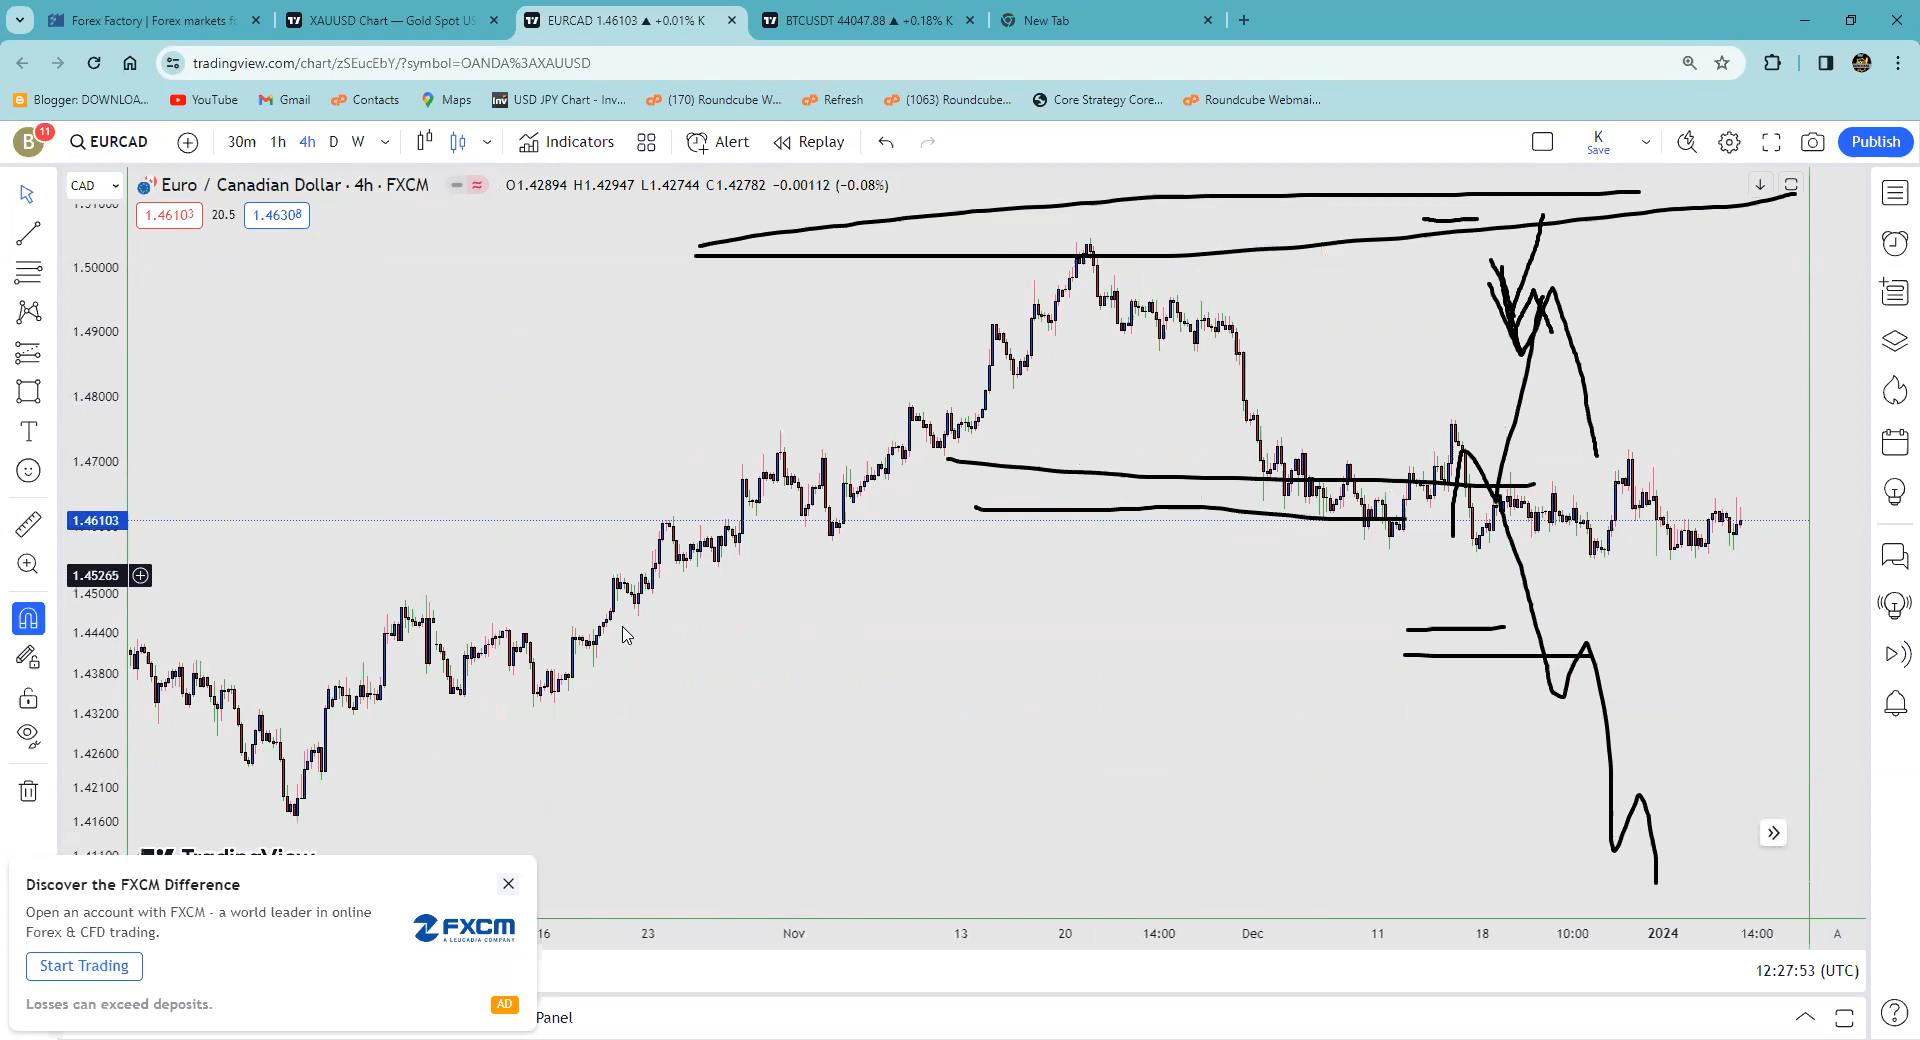 Forex Factory | Forex markets fo
XAUUSD Chart — Gold Spot US
EURCAD 1.46103 ▲ +0.01% K
BTCUSDT 44047.88 ▲ +0.18% K
New Tab
tradingview.com/chart/zSEucEbY/?symbol=OANDA%3AXAUUSD
Blogger: DOWNLOA...
YouTube
Gmail
Contacts
Maps
USD JPY Chart - Inv...
(170) Roundcube W...
Refresh
(1063) Roundcube...
Core Strategy Core...
Roundcube Webmai...
B
11
EURCAD
30m
1h
4h
D
W
Indicators
Alert
Replay
K
Save
Publish
CAD
Euro / Canadian Dollar · 4h · FXCM
O1.42894 H1.42947 L1.42744 C1.42782 −0.00112 (−0.08%)
1.46103
20.5
1.46308
1.50000
1.49000
1.48000
1.47000
1.46103
1.45265
1.45000
1.44400
1.43800
1.43200
1.42600
1.42100
1.41600
TradingView
Discover the FXCM Difference
Open an account with FXCM - a world leader in online
Forex & CFD trading.
FXCM
A LEUCADIA COMPANY
Start Trading
Losses can exceed deposits.
AD
16
23
Nov
13
20
14:00
Dec
11
18
10:00
2024
14:00
A
12:27:53 (UTC)
Panel